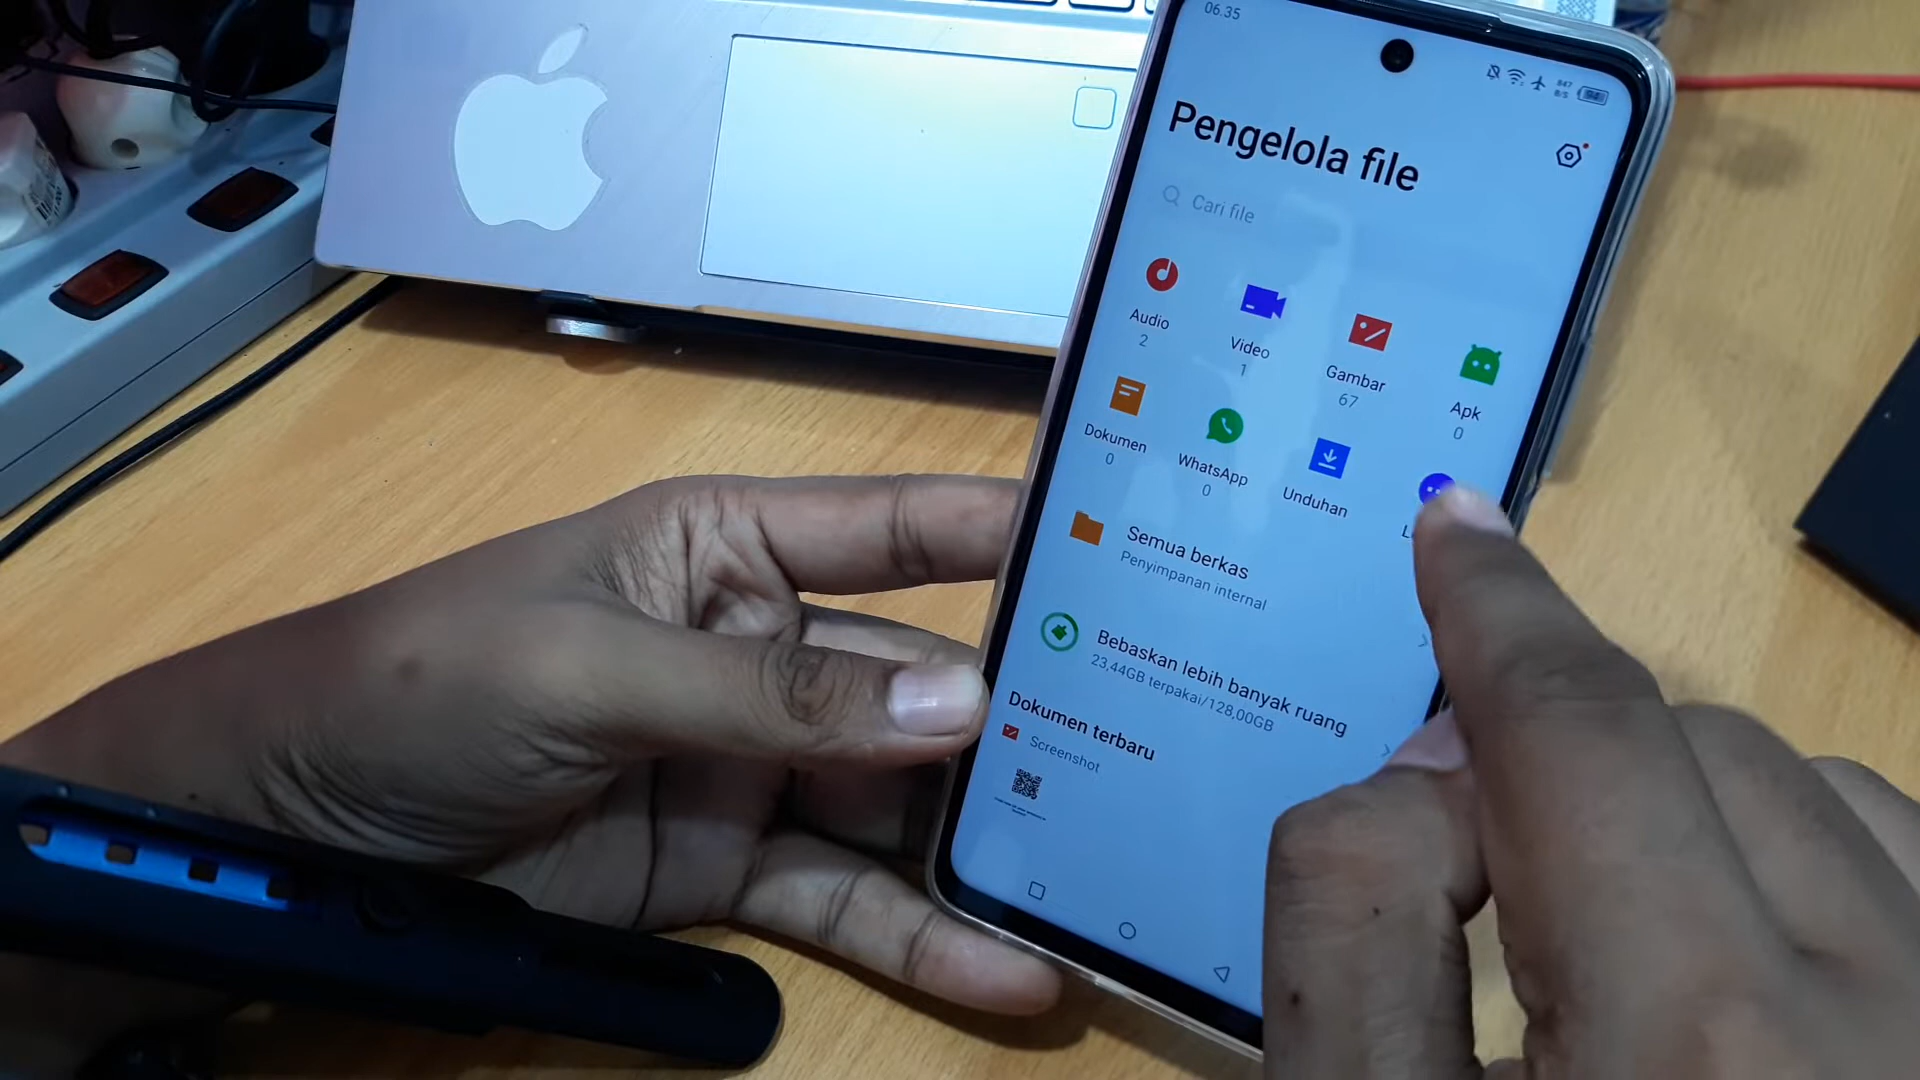 06.35
Pengelola file
Cari file
Audio
2
Video
1
Gambar
67
Apk
0
Dokumen
0
WhatsApp
0
Unduhan
Semua berkas
Penyimpanan internal
Bebaskan lebih banyak ruang
23,44GB terpakai/128,00GB
Dokumen terbaru
Screenshot